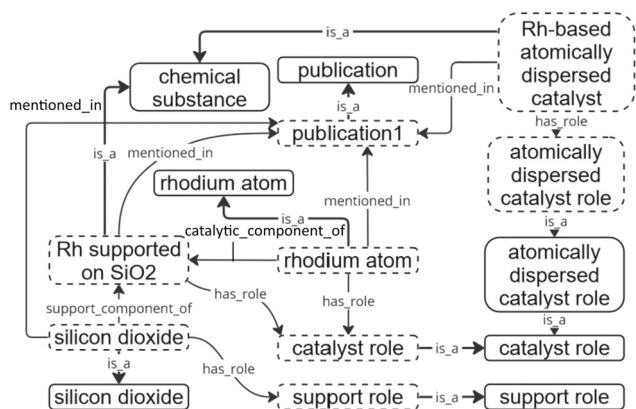 is_a
Rh-based
atomically
dispersed
catalyst
chemical
substance
publication
mentioned_in
mentioned_in
is_a
has_role
publication1
is_a
mentioned_in
atomically
dispersed
catalyst role
rhodium atom
mentioned_in
is_a
catalytic_component_of
is_a
Rh supported
on SiO2
rhodium atom
atomically
dispersed
catalyst role
has_role
has_role
support_component_of
is_a
silicon dioxide
catalyst role
is_a
catalyst role
is_a
has_role
silicon dioxide
support role
is_a
support role